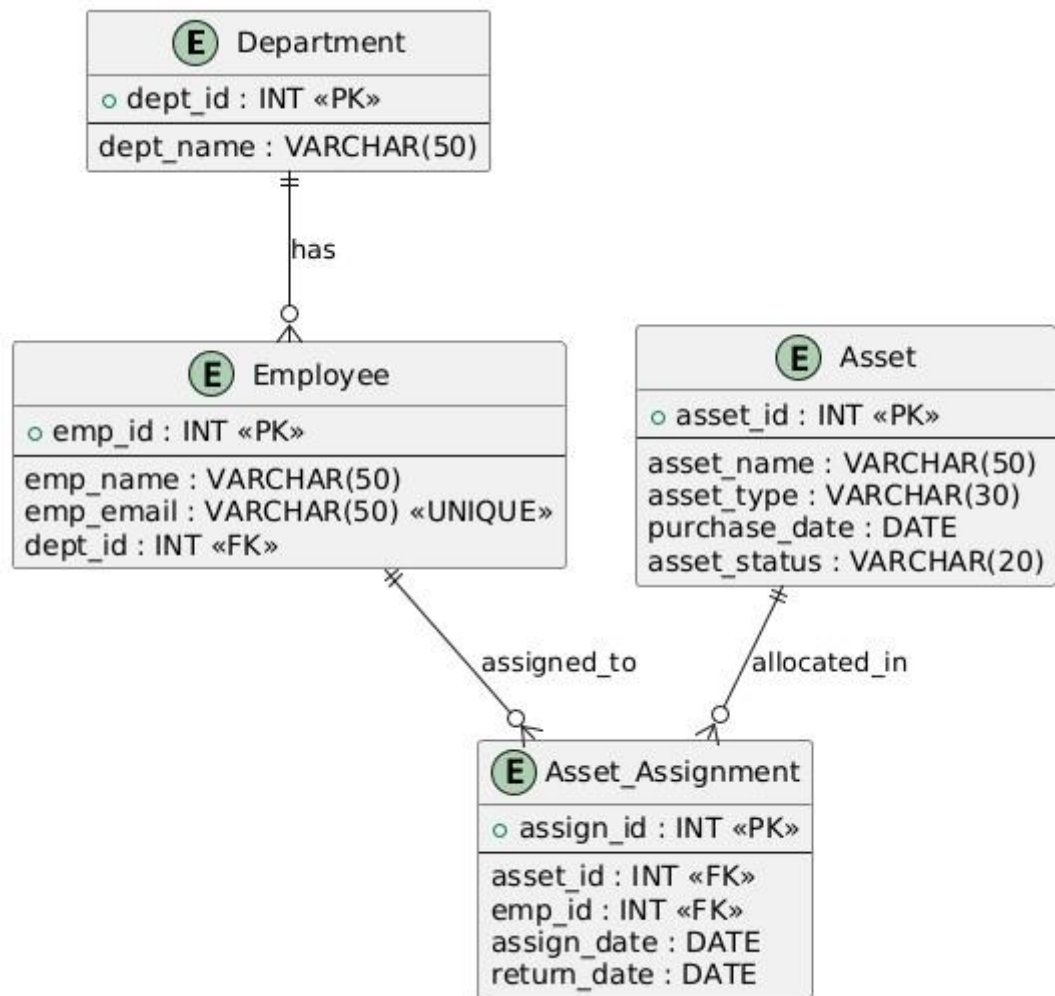 E Department
dept_id : INT «PK»
dept_name : VARCHAR(50)
has
E Employee
emp_id : INT «PK»
emp_name : VARCHAR(50)
emp_email : VARCHAR(50) «UNIQUE»
dept_id : INT «FK»
E Asset
asset_id : INT «PK»
asset_name : VARCHAR(50)
asset_type : VARCHAR(30)
purchase_date : DATE
asset_status : VARCHAR(20)
assigned_to
allocated_in
E Asset_Assignment
assign_id : INT «PK»
asset_id : INT «FK»
emp_id : INT «FK»
assign_date : DATE
return_date : DATE